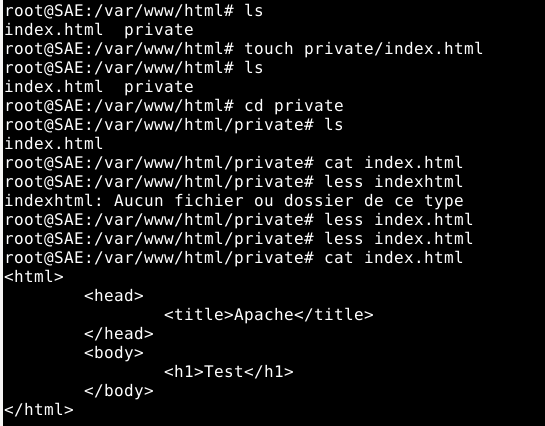 root@SAE:/var/www/html# ls
index.html  private
root@SAE:/var/www/html# touch private/index.html
root@SAE:/var/www/html# ls
index.html  private
root@SAE:/var/www/html# cd private
root@SAE:/var/www/html/private# ls
index.html
root@SAE:/var/www/html/private# cat index.html
root@SAE:/var/www/html/private# less indexhtml
indexhtml: Aucun fichier ou dossier de ce type
root@SAE:/var/www/html/private# less index.html
root@SAE:/var/www/html/private# less index.html
root@SAE:/var/www/html/private# cat index.html
<html>
        <head>
                <title>Apache</title>
        </head>
        <body>
                <h1>Test</h1>
        </body>
</html>